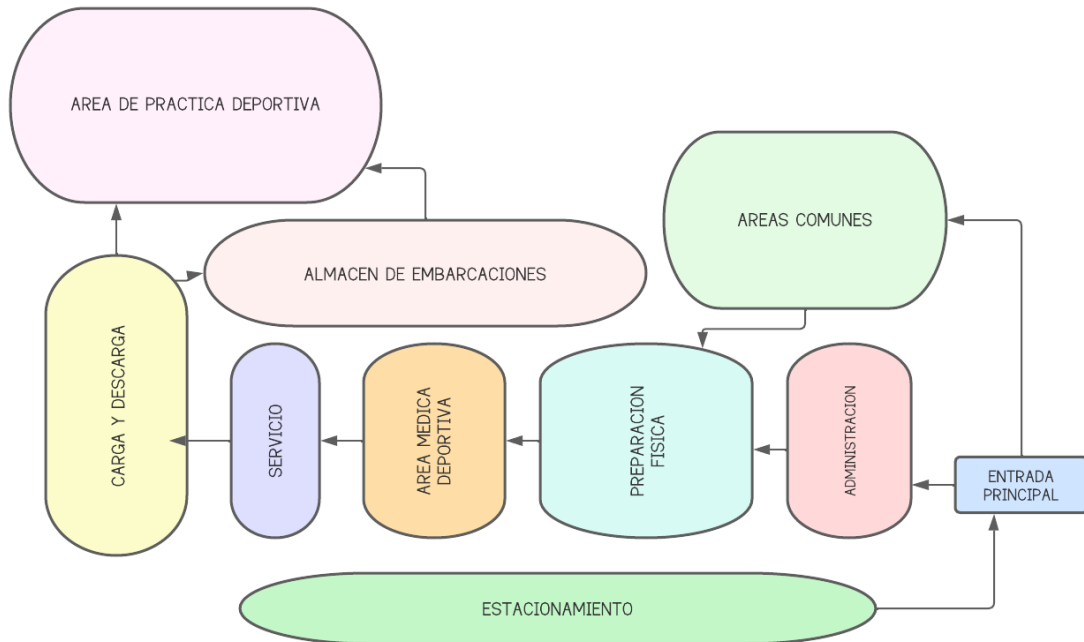 AREA DE PRACTICA DEPORTIVA
AREAS COMUNES
ALMACEN DE EMBARCACIONES
CARGA Y DESCARGA
SERVICIO
AREA MEDICA
DEPORTIVA
PREPARACION
FISICA
ADMINISTRACION
ENTRADA
PRINCIPAL
ESTACIONAMIENTO